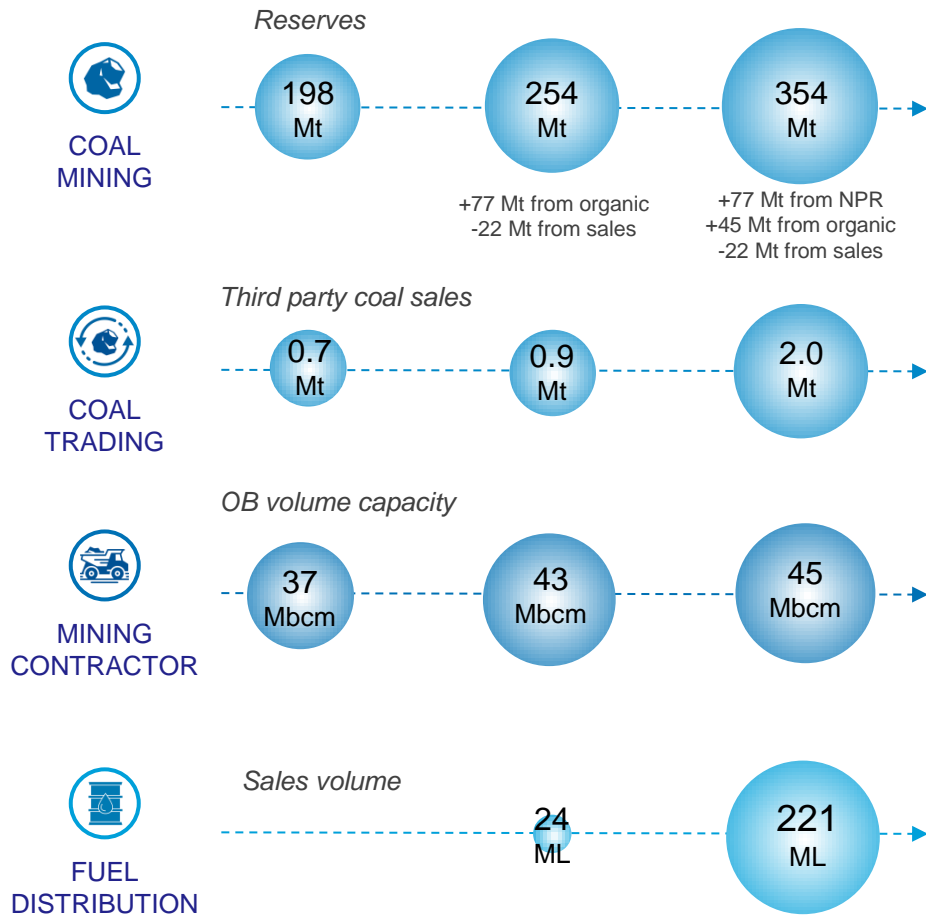 Reserves
COAL
MINING
198
Mt
254
Mt
354
Mt
+77 Mt from organic
-22 Mt from sales
+77 Mt from NPR
+45 Mt from organic
-22 Mt from sales
Third party coal sales
COAL
TRADING
0.7
Mt
0.9
Mt
2.0
Mt
OB volume capacity
MINING
CONTRACTOR
37
Mbcm
43
Mbcm
45
Mbcm
Sales volume
FUEL
DISTRIBUTION
24
ML
221
ML